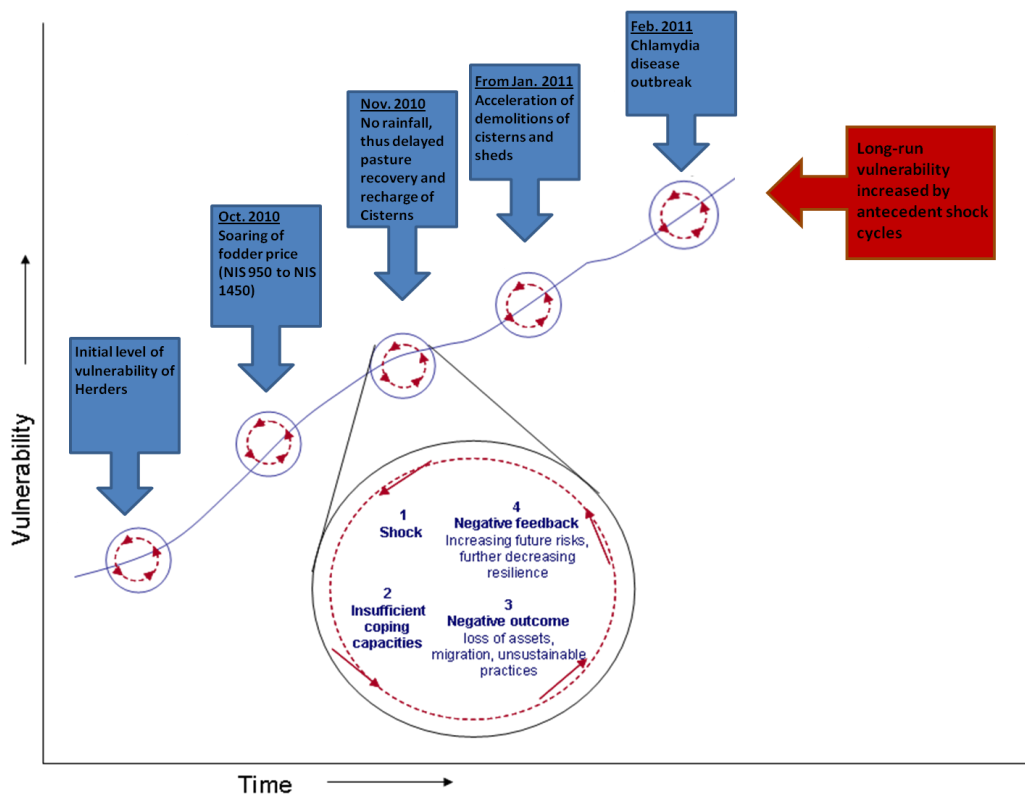 Feb. 2011
Chlamydia
disease
outbreak
From Jan. 2011
Acceleration of
demolitions of
cisterns and
sheds
Nov. 2010
No rainfall,
thus delayed
pasture
recovery and
recharge of
Cisterns
Long-run
vulnerability
increased by
antecedent shock
cycles
Oct. 2010
Soaring of
fodder price
(NIS 950 to NIS
1450)
Initial level of
vulnerability of
Herders
Vulnerability
1
Shock
2
Insufficient
coping
capacities
3
Negative outcome
loss of assets,
migration, unsustainable
practices
4
Negative feedback
Increasing future risks,
further decreasing
resilience
Time